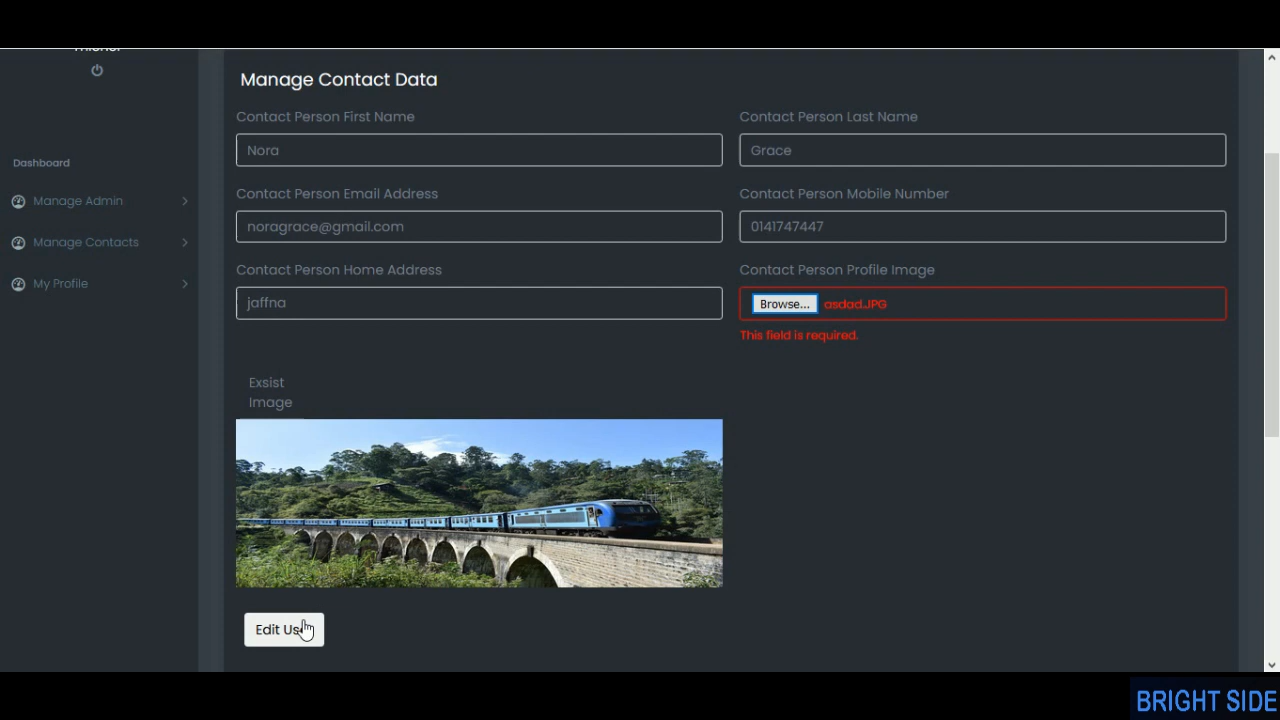 Manage Contact Data
Contact Person First Name
Contact Person Last Name
Nora
Grace
Contact Person Email Address
Contact Person Mobile Number
noragrace@gmail.com
0141747447
Contact Person Home Address
Contact Person Profile Image
jaffna
Browse... asdad.JPG
This field is required.
Exsist
Image
Edit Us
Dashboard
Manage Admin
Manage Contacts
My Profile
BRIGHT SIDE